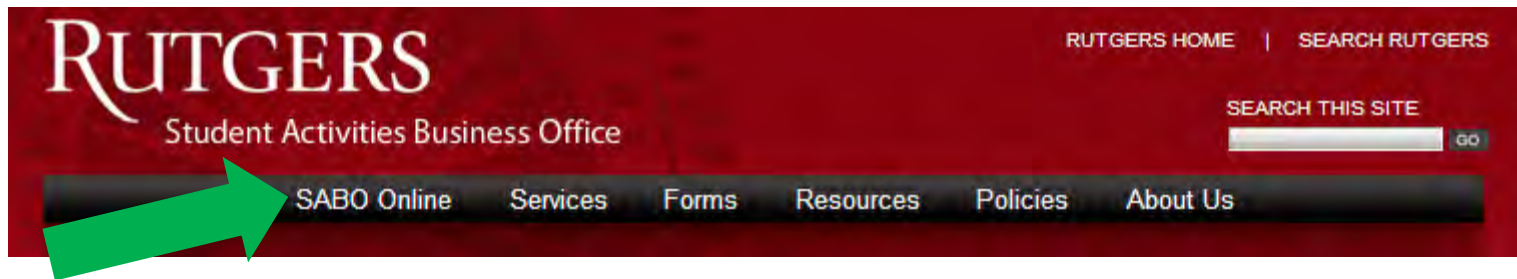 RUTGERS
Student Activities Business Office
RUTGERS HOME | SEARCH RUTGERS
SEARCH THIS SITE
GO
SABO Online Services Forms Resources Policies About Us